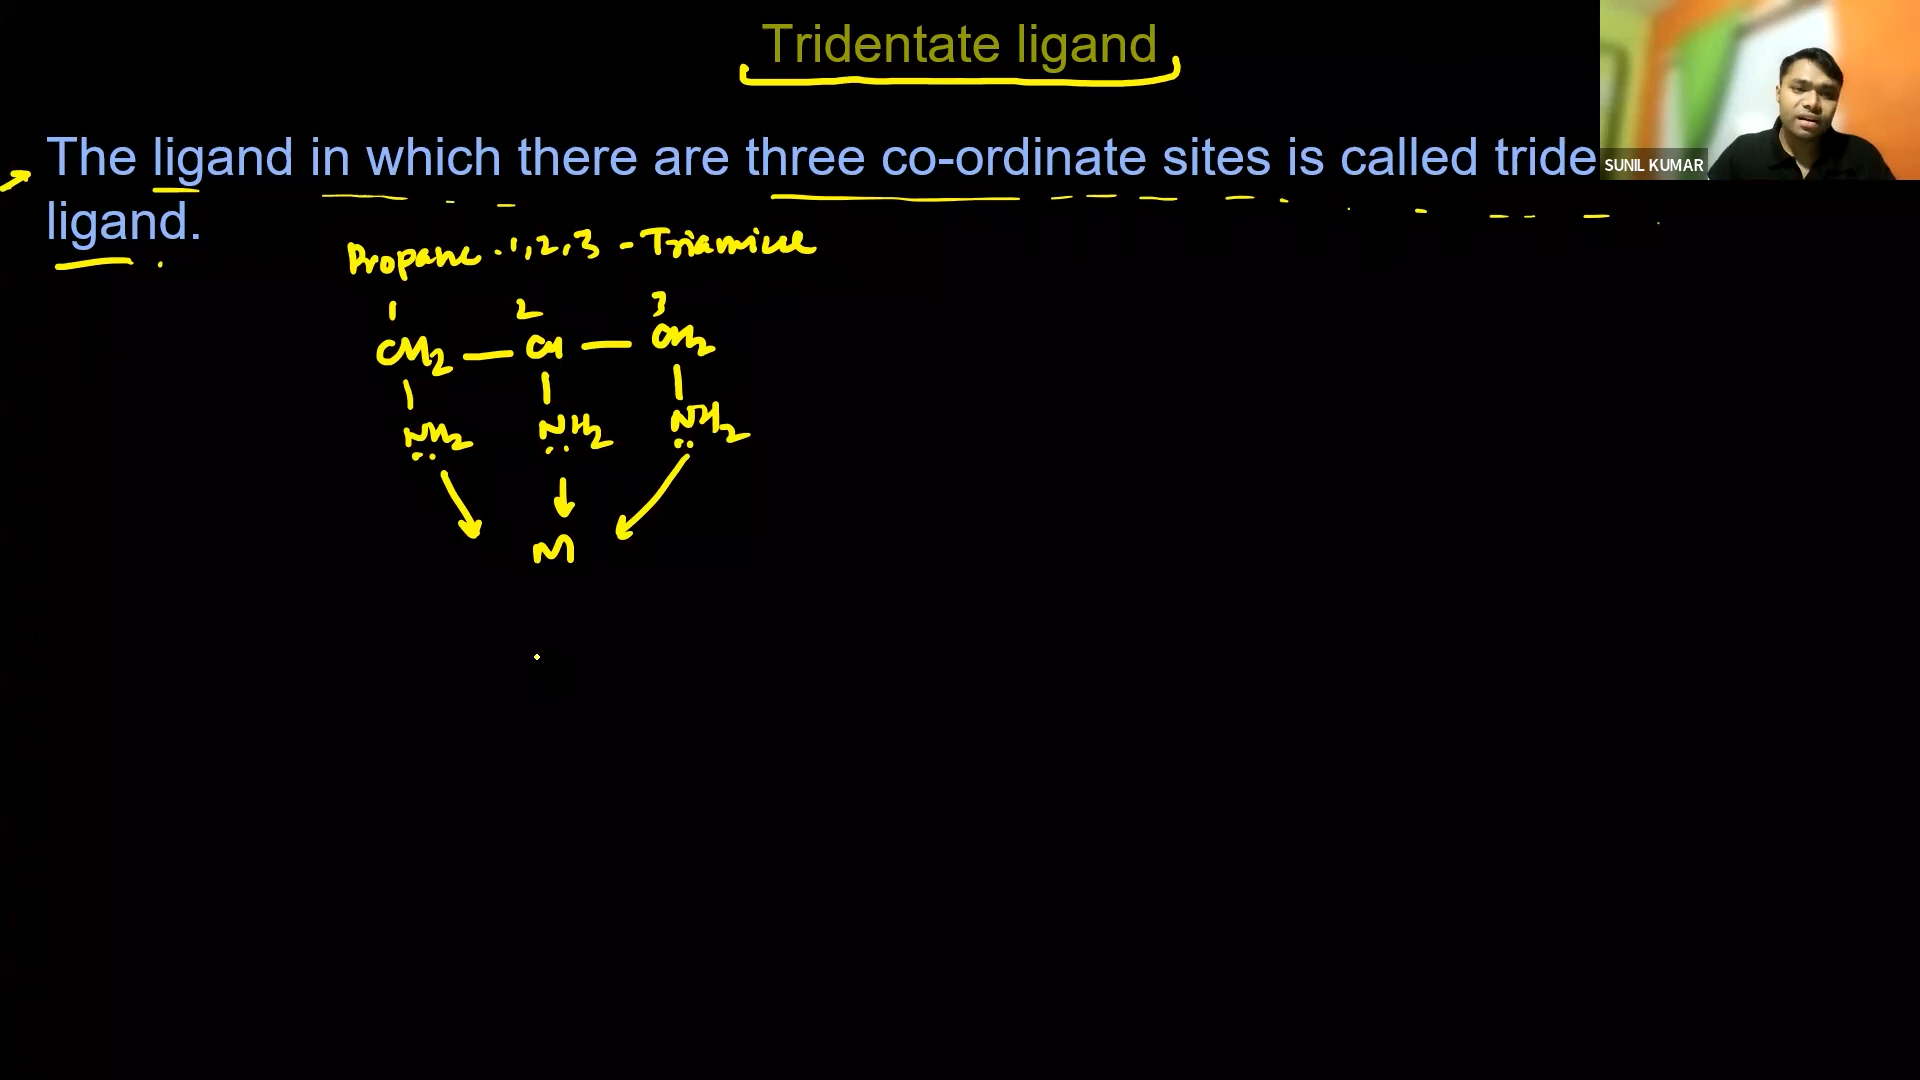 Tridentate ligand
The ligand in which there are three co-ordinate sites is called tride
SUNIL KUMAR
ligand.
Propane-1,2,3-Triamine
1 2 3
CH2 — CH — CH2
NH2 NH2 NH2
M